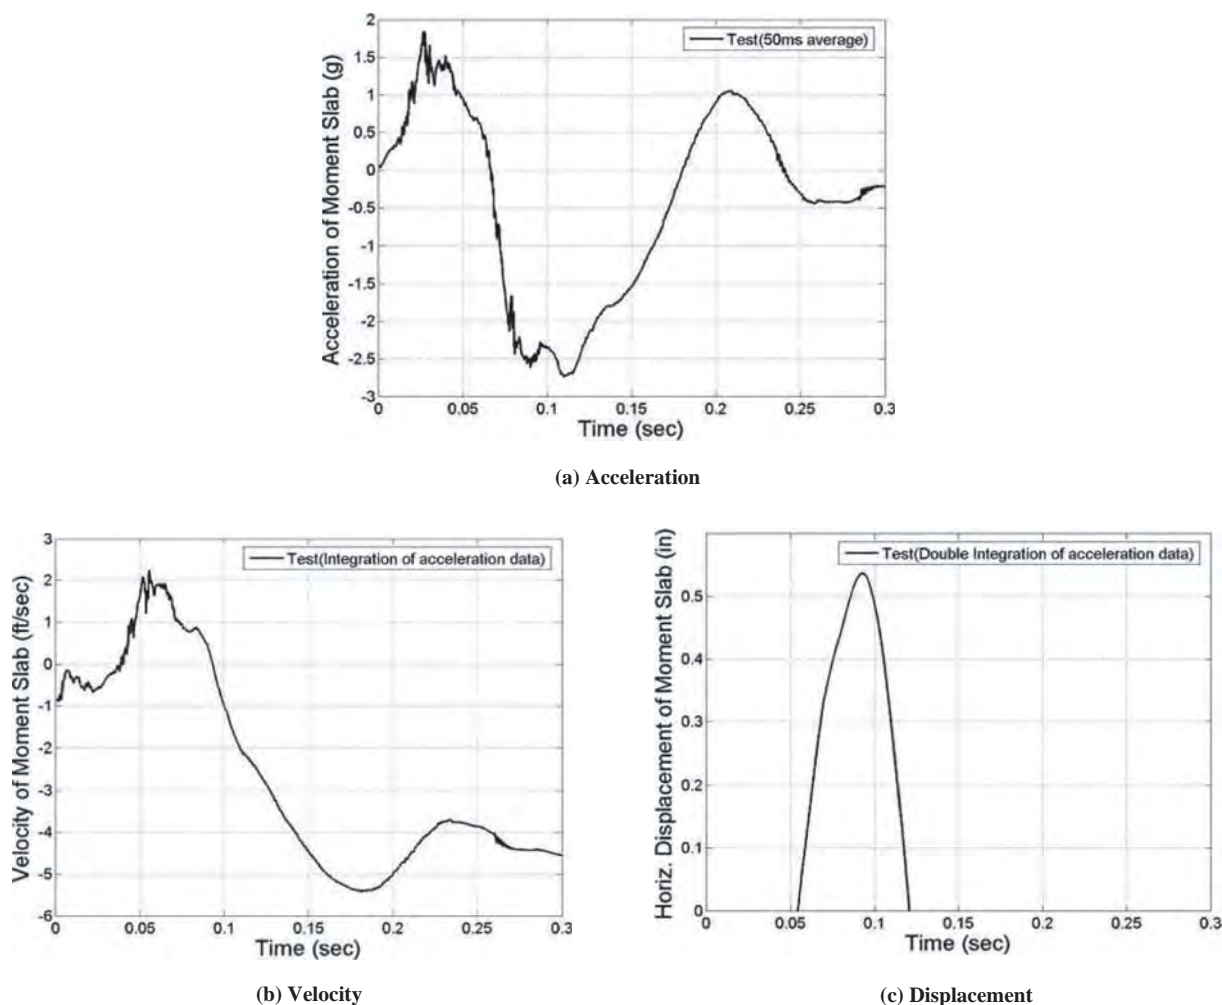 Test(50ms average)
Acceleration of Moment Slab (g)
2
1.5
1
0.5
0
-0.5
-1
-1.5
-2
-2.5
-3
0 0.05 0.1 0.15 0.2 0.25 0.3
Time (sec)
(a) Acceleration
Test(Integration of acceleration data)
Velocity of Moment Slab (ft/sec)
3
2
1
0
-1
-2
-3
-4
-5
-6
0 0.05 0.1 0.15 0.2 0.25 0.3
Time (sec)
(b) Velocity
Test(Double Integration of acceleration data)
Horiz. Displacement of Moment Slab (in)
0.5
0.4
0.3
0.2
0.1
0
0 0.05 0.1 0.15 0.2 0.25 0.3
Time (sec)
(c) Displacement